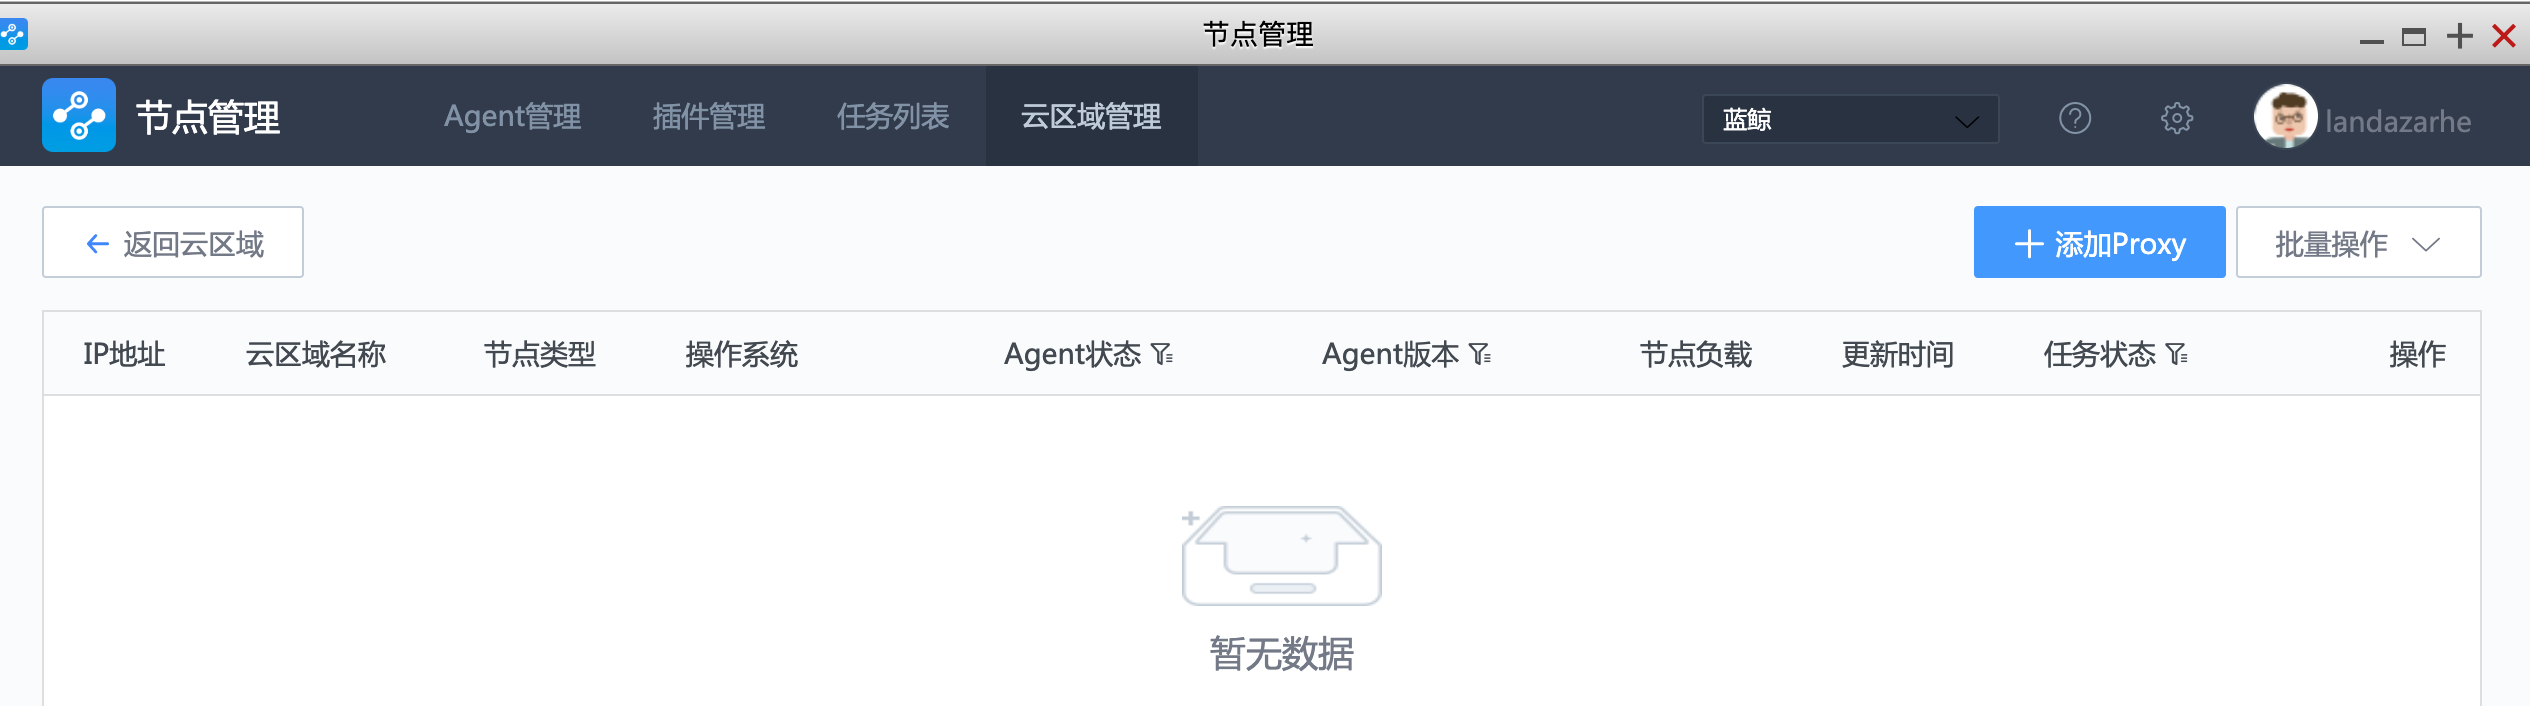 节点管理
节点管理 Agent管理 插件管理 任务列表 云区域管理 蓝鲸 landazarhe
返回云区域 添加Proxy 批量操作
IP地址 云区域名称 节点类型 操作系统 Agent状态 Agent版本 节点负载 更新时间 任务状态 操作
暂无数据